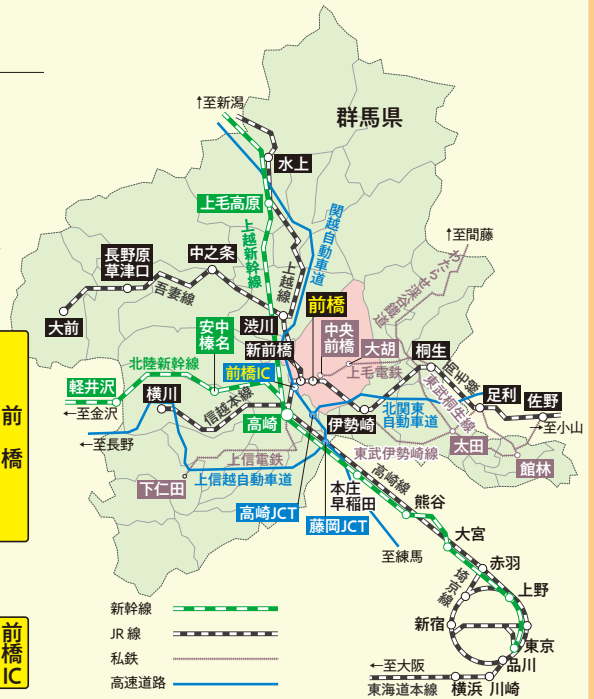 ↑至新潟
群馬県
水上
上毛高原
関越自動車道
上越新幹線
上越線
↑至間藤
わたらせ渓谷鐵道
長野原
草津口
中之条
吾妻線
大前
渋川
前橋
安中
榛名
新前橋
中央
前橋
大胡
桐生
上毛電鉄
両毛線
東武桐生線
足利
佐野
北陸新幹線
前橋IC
軽井沢
←至金沢
横川
信越本線
高崎
伊勢崎
北関東
自動車道
→至小山
太田
館林
←至長野
上信電鉄
東武伊勢崎線
上信越自動車道
下仁田
高崎線
本庄
早稲田
熊谷
高崎JCT
藤岡JCT
大宮
至練馬
赤羽
埼京線
上野
新宿
東京
品川
←至大阪
東海道本線
横浜
川崎
新幹線
JR 線
私鉄
高速道路
前橋
前橋IC